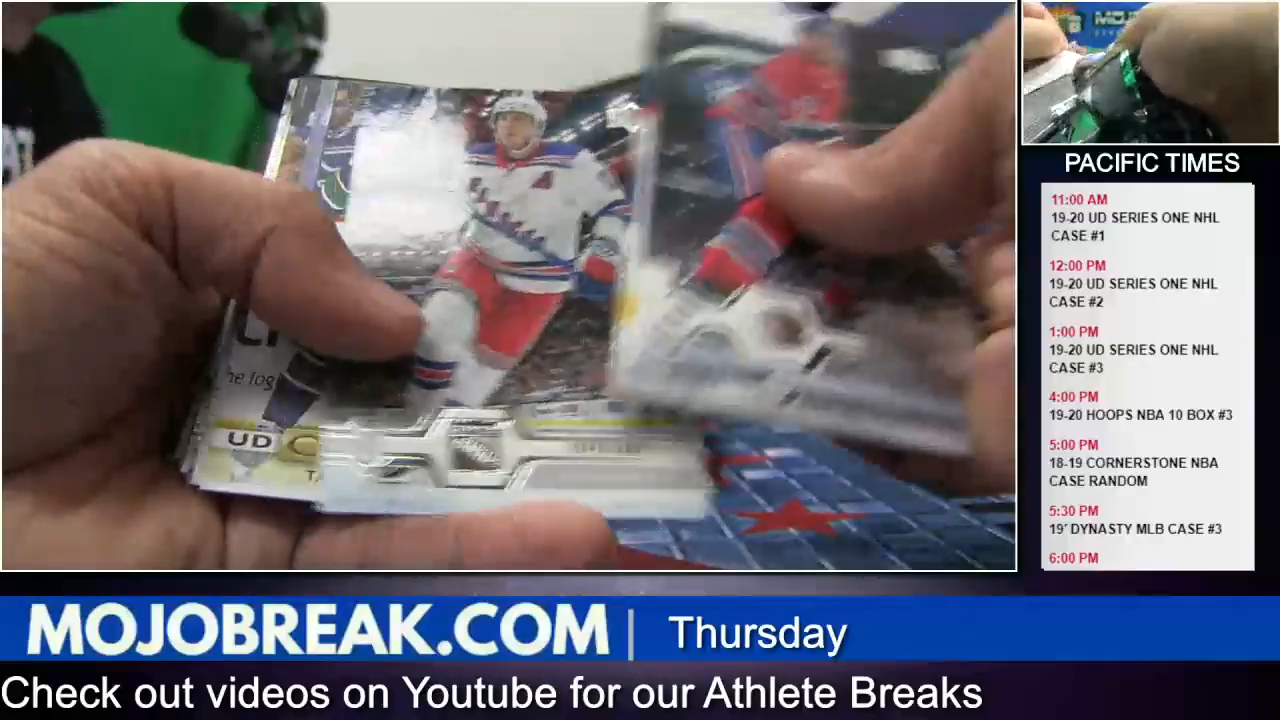 MOJO
PACIFIC TIMES
11:00 AM
19-20 UD SERIES ONE NHL
CASE #1
12:00 PM
19-20 UD SERIES ONE NHL
CASE #2
1:00 PM
19-20 UD SERIES ONE NHL
CASE #3
4:00 PM
19-20 HOOPS NBA 10 BOX #3
5:00 PM
18-19 CORNERSTONE NBA
CASE RANDOM
5:30 PM
19' DYNASTY MLB CASE #3
6:00 PM
he log
UD
MOJOBREAK.COM | Thursday
Check out videos on Youtube for our Athlete Breaks